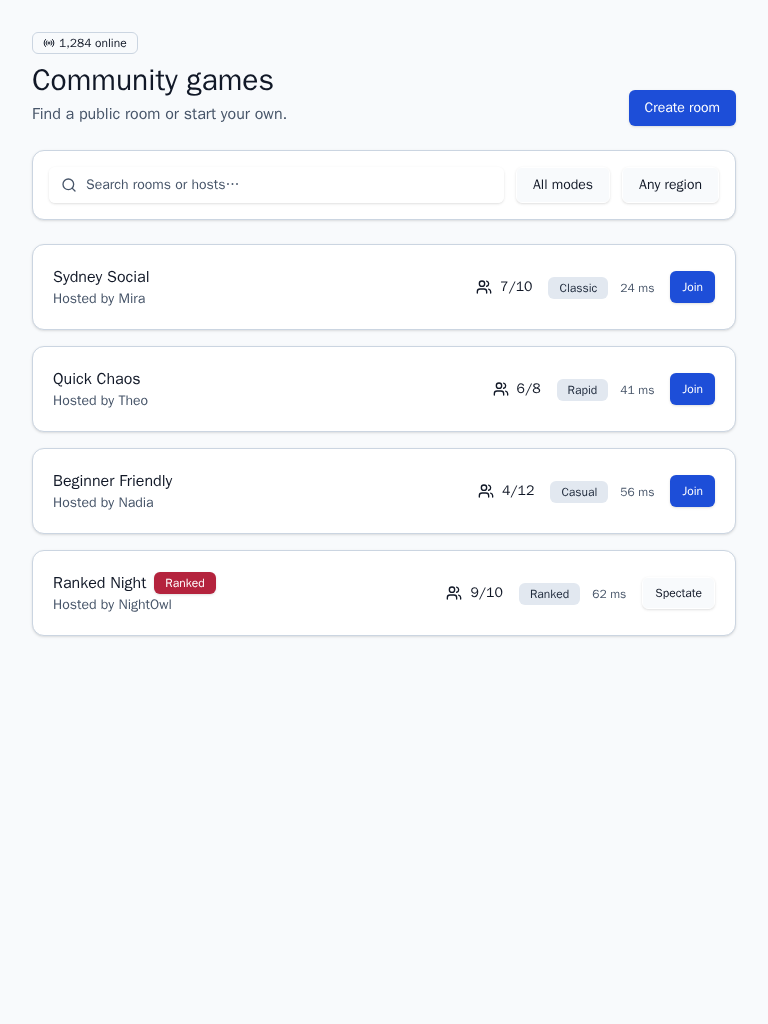 1,284 online
Community games
Find a public room or start your own.
Create room
Search rooms or hosts…
All modes
Any region
Sydney Social
Hosted by Mira
7/10
Classic
24 ms
Join
Quick Chaos
Hosted by Theo
6/8
Rapid
41 ms
Join
Beginner Friendly
Hosted by Nadia
4/12
Casual
56 ms
Join
Ranked Night
Ranked
Hosted by NightOwl
9/10
Ranked
62 ms
Spectate